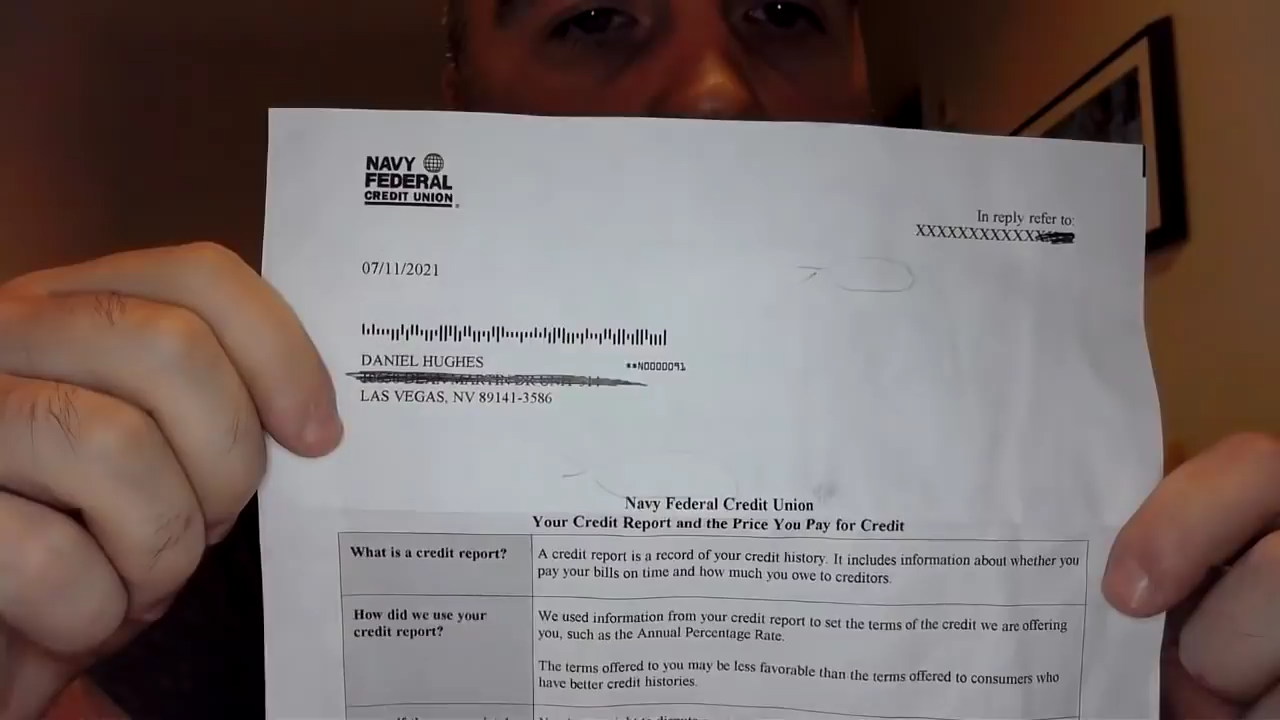 NAVY
FEDERAL
CREDIT UNION
In reply refer to:
XXXXXXXXXXXX
07/11/2021
DANIEL HUGHES
**N0000091
LAS VEGAS, NV 89141-3586
Navy Federal Credit Union
Your Credit Report and the Price You Pay for Credit
What is a credit report?
A credit report is a record of your credit history. It includes information about whether you
pay your bills on time and how much you owe to creditors.
How did we use your
credit report?
We used information from your credit report to set the terms of the credit we are offering
you, such as the Annual Percentage Rate.
The terms offered to you may be less favorable than the terms offered to consumers who
have better credit histories.